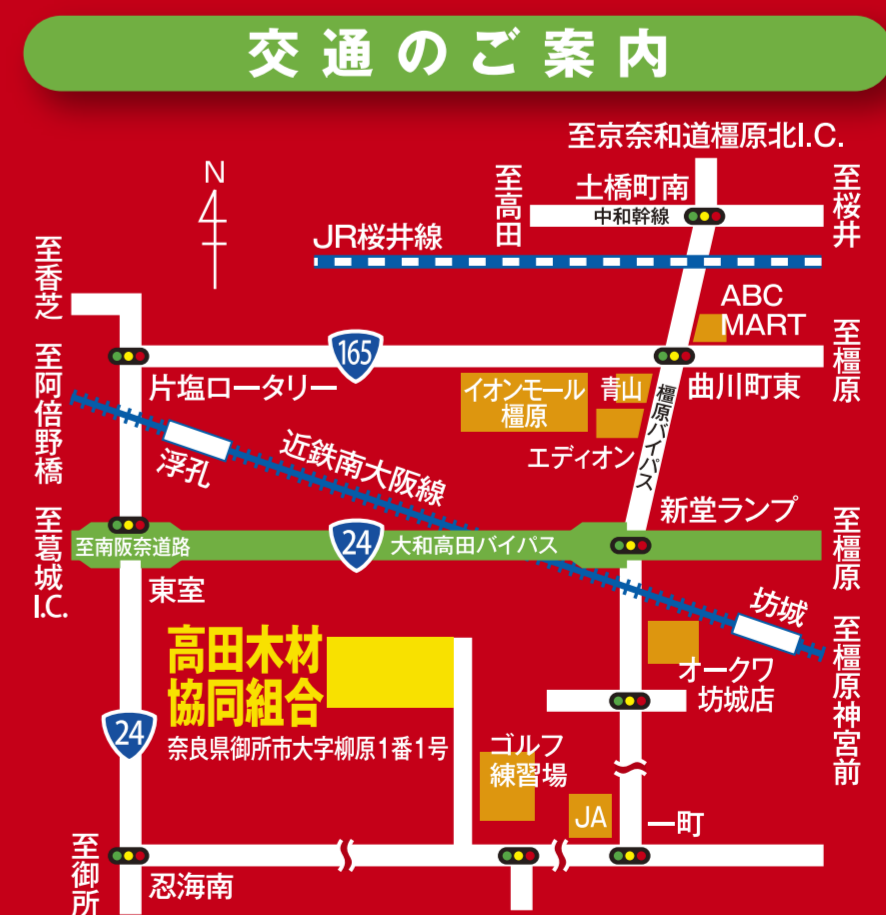 交通のご案内
至京奈和道橿原北I.C.
N
至高田
土橋町南
至桜井
中和幹線
JR桜井線
至香芝
ABC
MART
165
至橿原
至阿倍野橋
片塩ロータリー
イオンモール
橿原
青山
橿原バイパス
曲川町東
エディオン
浮孔
近鉄南大阪線
新堂ランプ
至葛城
I.C.
至南阪奈道路
24
大和高田バイパス
至橿原
東室
坊城
至橿原神宮前
高田木材
協同組合
オークワ
坊城店
24
奈良県御所市大字柳原1番1号
ゴルフ
練習場
JA
一町
至御所
忍海南